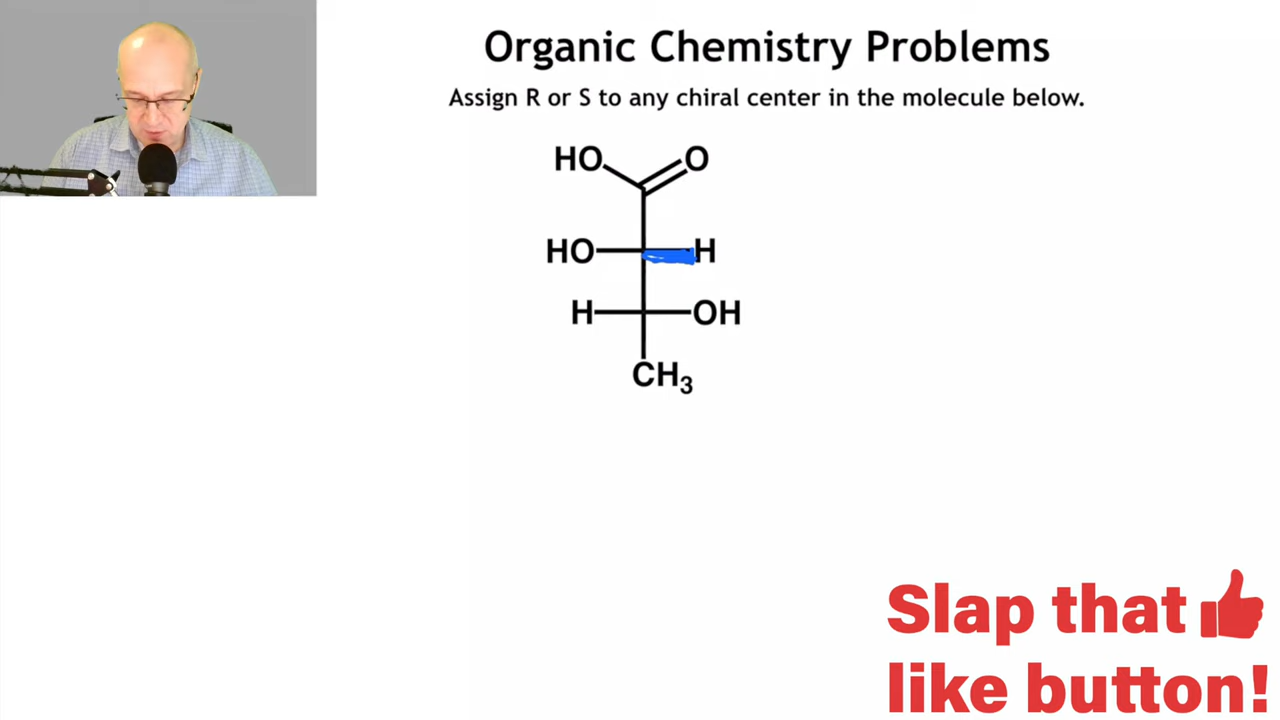 Organic Chemistry Problems
Assign R or S to any chiral center in the molecule below.
HO O
HO H
H OH
CH₃
Slap that
like button!